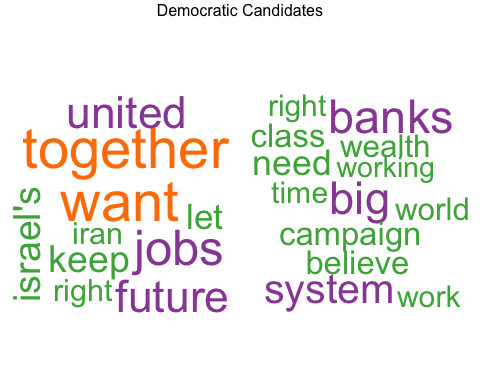 Democratic Candidates
united
together
want
let
iran
jobs
keep
israel's
right
future
right
banks
class
wealth
need
working
time
big
world
campaign
believe
system
work